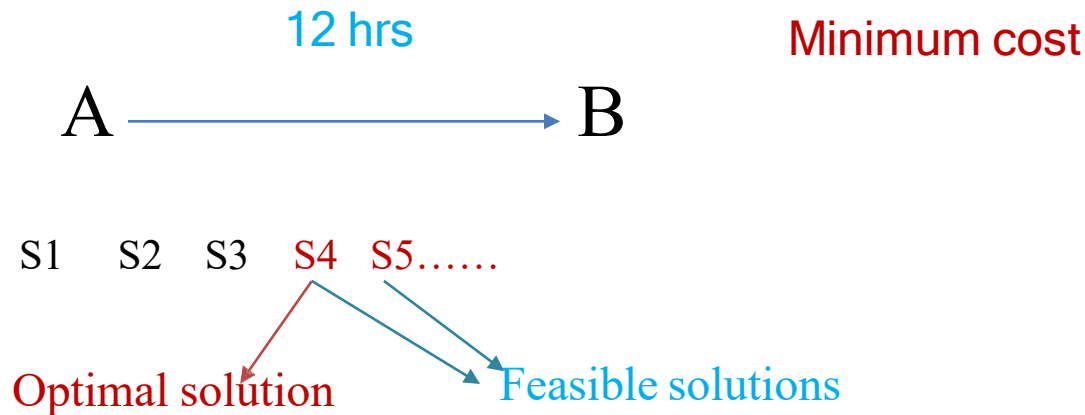 12 hrs
Minimum cost
A B
S1 S2 S3 S4 S5......
Optimal solution
Feasible solutions